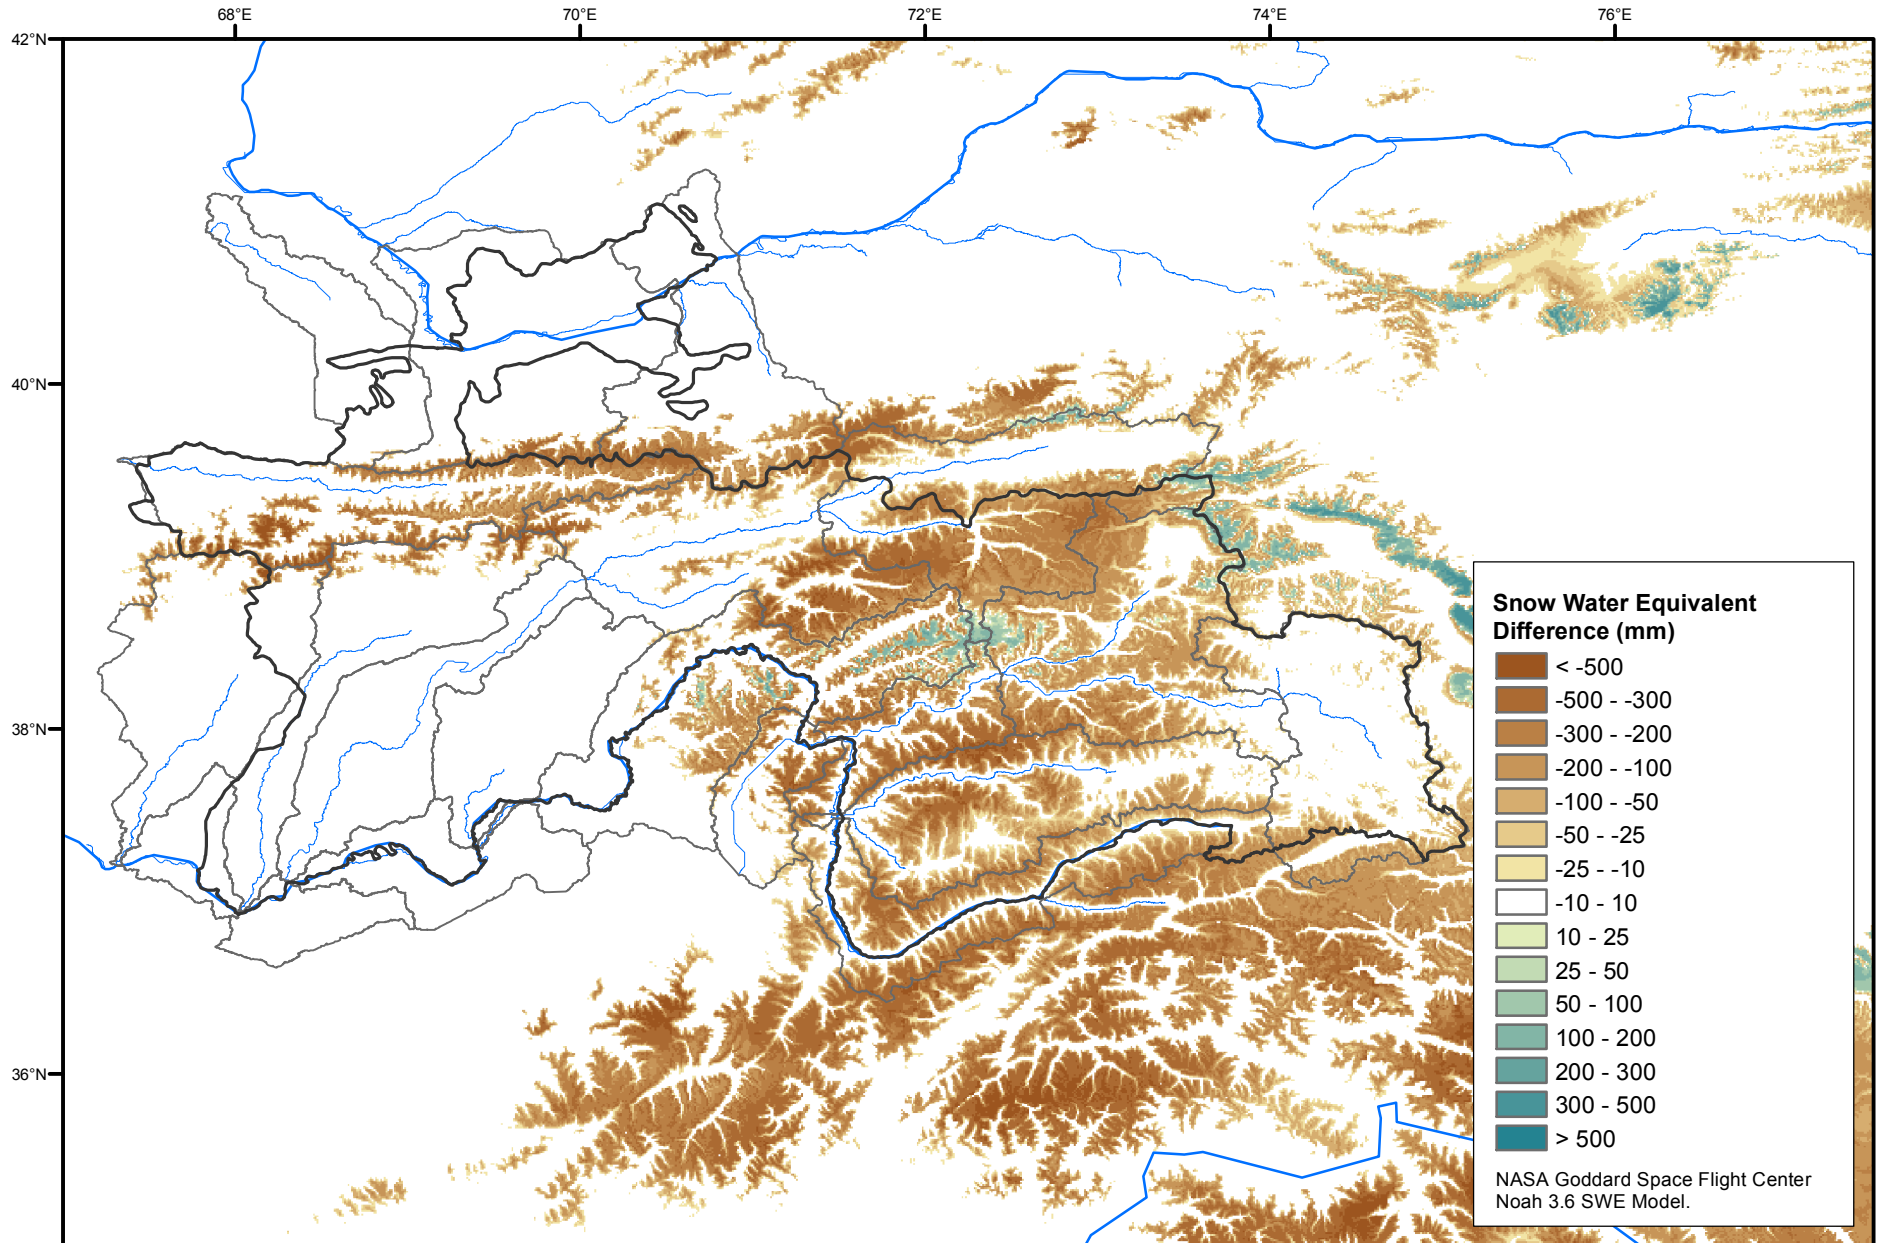 68°E
70°E
72°E
74°E
76°E
42°N
40°N
38°N
36°N
Snow Water Equivalent
Difference (mm)
< -500
-500 - -300
-300 - -200
-200 - -100
-100 - -50
-50 - -25
-25 - -10
-10 - 10
10 - 25
25 - 50
50 - 100
100 - 200
200 - 300
300 - 500
> 500
NASA Goddard Space Flight Center
Noah 3.6 SWE Model.